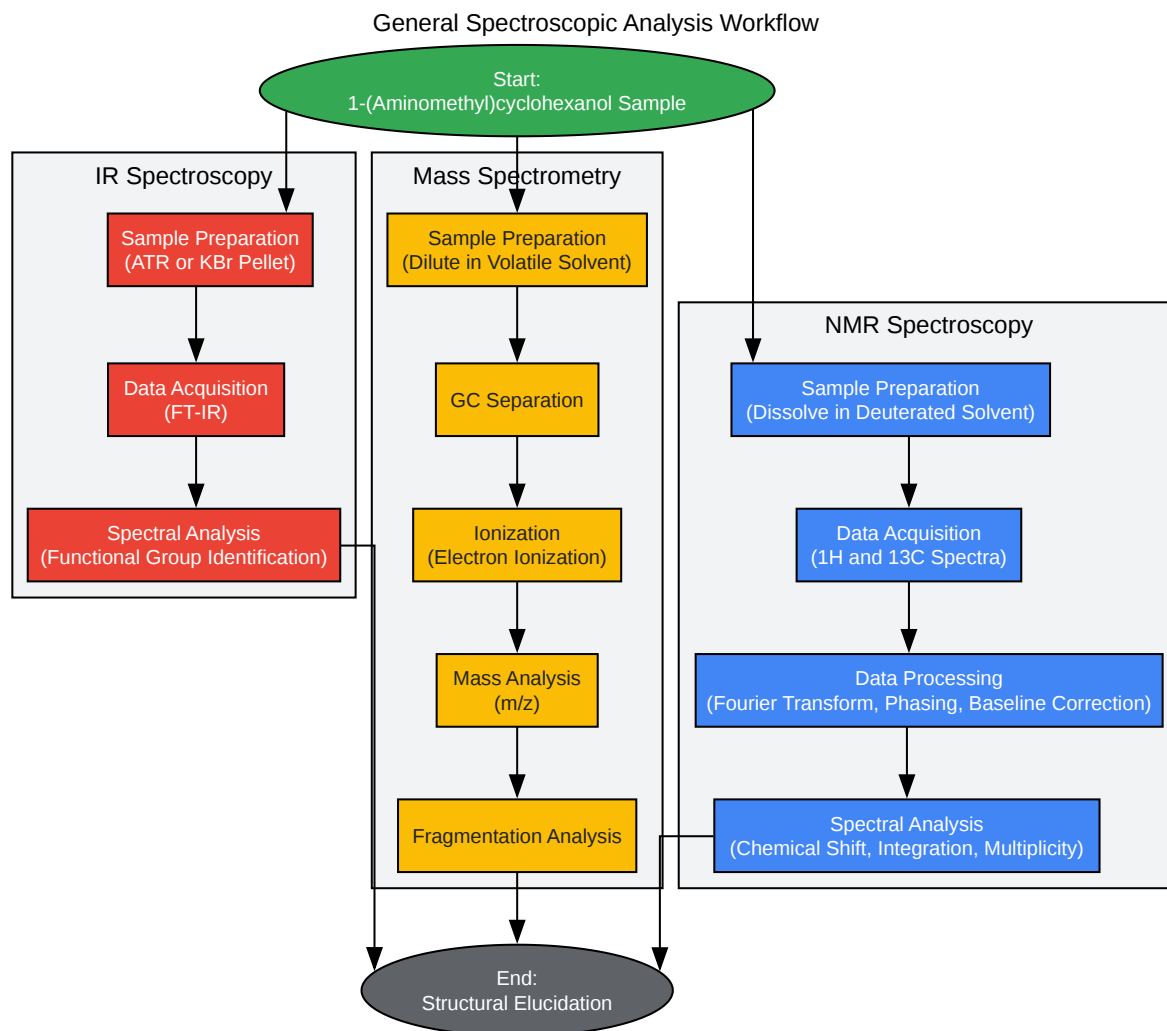 General Spectroscopic Analysis Workflow
Start:
1-(Aminomethyl)cyclohexanol Sample
IR Spectroscopy
Sample Preparation
(ATR or KBr Pellet)
Data Acquisition
(FT-IR)
Spectral Analysis
(Functional Group Identification)
Mass Spectrometry
Sample Preparation
(Dilute in Volatile Solvent)
GC Separation
Ionization
(Electron Ionization)
Mass Analysis
(m/z)
Fragmentation Analysis
NMR Spectroscopy
Sample Preparation
(Dissolve in Deuterated Solvent)
Data Acquisition
(1H and 13C Spectra)
Data Processing
(Fourier Transform, Phasing, Baseline Correction)
Spectral Analysis
(Chemical Shift, Integration, Multiplicity)
End:
Structural Elucidation